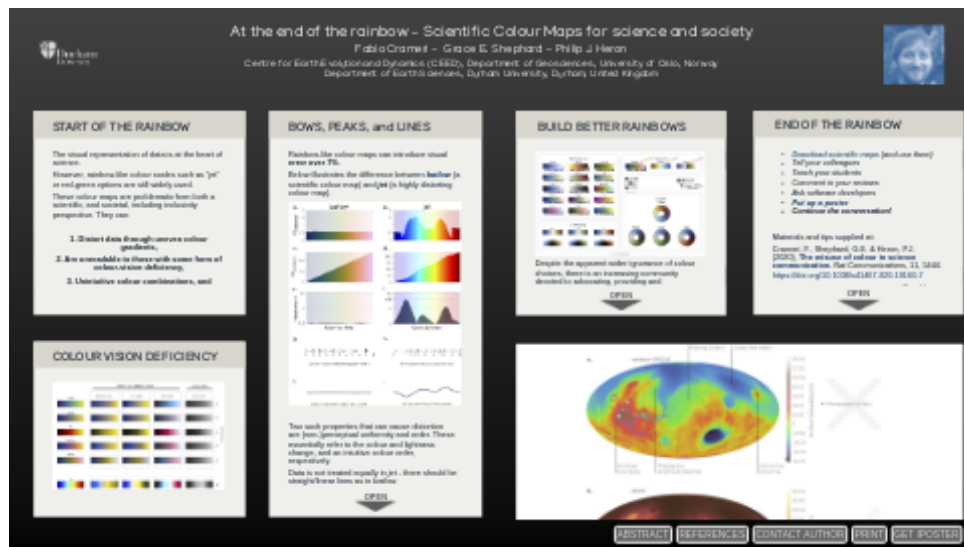 At the end of the rainbow - Scientific Colour Maps for science and society
Fabio Crameri - Grace E. Shephard - Philip J. Heron
Centre for Earth Evolution and Dynamics (CEED), Department of Geosciences, University of Oslo, Norway
Department of Earth Sciences, Durham University, Durham, United Kingdom
START OF THE RAINBOW
The visual representation of data is at the heart of
science.
However, rainbow-like colour scales such as "jet"
or red-green options are still widely used.
These colour maps are problematic from both a
scientific, and societal, including inclusivity
perspective. They can:
1. Distort data through uneven colour
gradients,
2. Are unreadable to those with some form of
colour-vision deficiency,
3. Unintuitive colour combinations, and
COLOUR VISION DEFICIENCY
BOWS, PEAKS, and LINES
Rainbow-like colour maps can introduce visual
error over 7%.
Below illustrates the difference between batlow (a
scientific colour map) and jet (a highly distorting
colour map).
Two such properties that can cause distortion
are (non-)perceptual uniformity and order. These
essentially refer to the colour and lightness
change, and an intuitive colour order,
respectively.
Data is not treated equally in jet - there should be
straight/linear lines as in batlow
OPEN
BUILD BETTER RAINBOWS
Despite the apparent wider ignorance of colour
choices, there is an increasing community
devoted to advocating, providing and
OPEN
END OF THE RAINBOW
Download scientific maps (and use them)
Tell your colleagues
Teach your students
Comment in your reviews
Ask software developers
Put up a poster
Continue the conversation!
Materials and tips supplied at:
Crameri, F., Shephard, G.E. & Heron, P.J.
(2020), The misuse of colour in science
communication. Nat Communications, 11, 5444.
https://doi.org/10.1038/s41467-020-19160-7
OPEN
ABSTRACT
REFERENCES
CONTACT AUTHOR
PRINT
GET IPOSTER